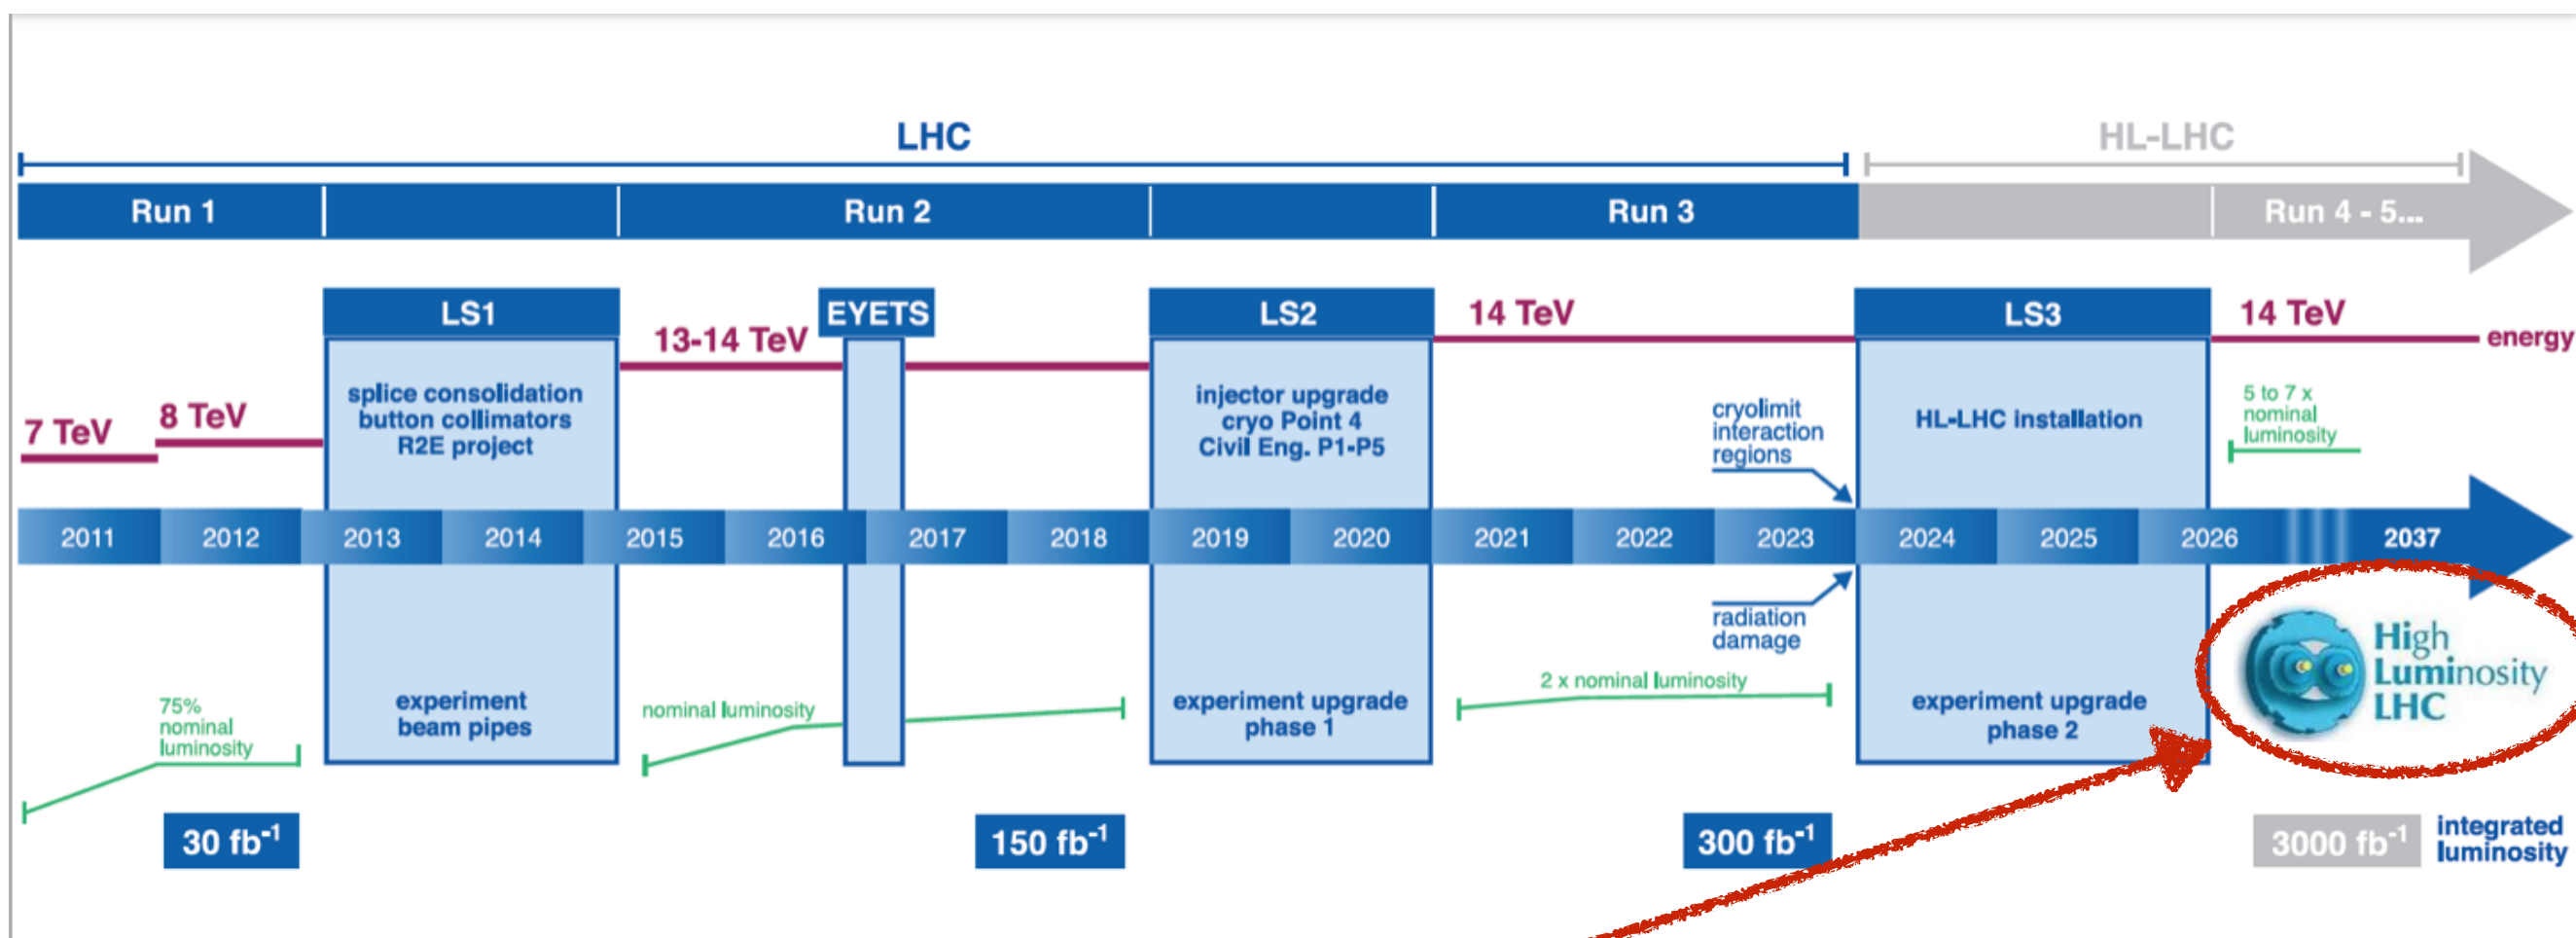 LHC
HL-LHC
Run 1
Run 2
Run 3
Run 4 - 5...
LS1
EYETS
LS2
14 TeV
LS3
14 TeV
energy
13-14 TeV
7 TeV
8 TeV
splice consolidation
button collimators
R2E project
injector upgrade
cryo Point 4
Civil Eng. P1-P5
cryolimit
interaction
regions
HL-LHC installation
5 to 7 x
nominal
luminosity
2011
2012
2013
2014
2015
2016
2017
2018
2019
2020
2021
2022
2023
2024
2025
2026
2037
radiation
damage
75%
nominal
luminosity
experiment
beam pipes
nominal luminosity
experiment upgrade
phase 1
2 x nominal luminosity
experiment upgrade
phase 2
High
Luminosity
LHC
30 fb⁻¹
150 fb⁻¹
300 fb⁻¹
3000 fb⁻¹
integrated
luminosity